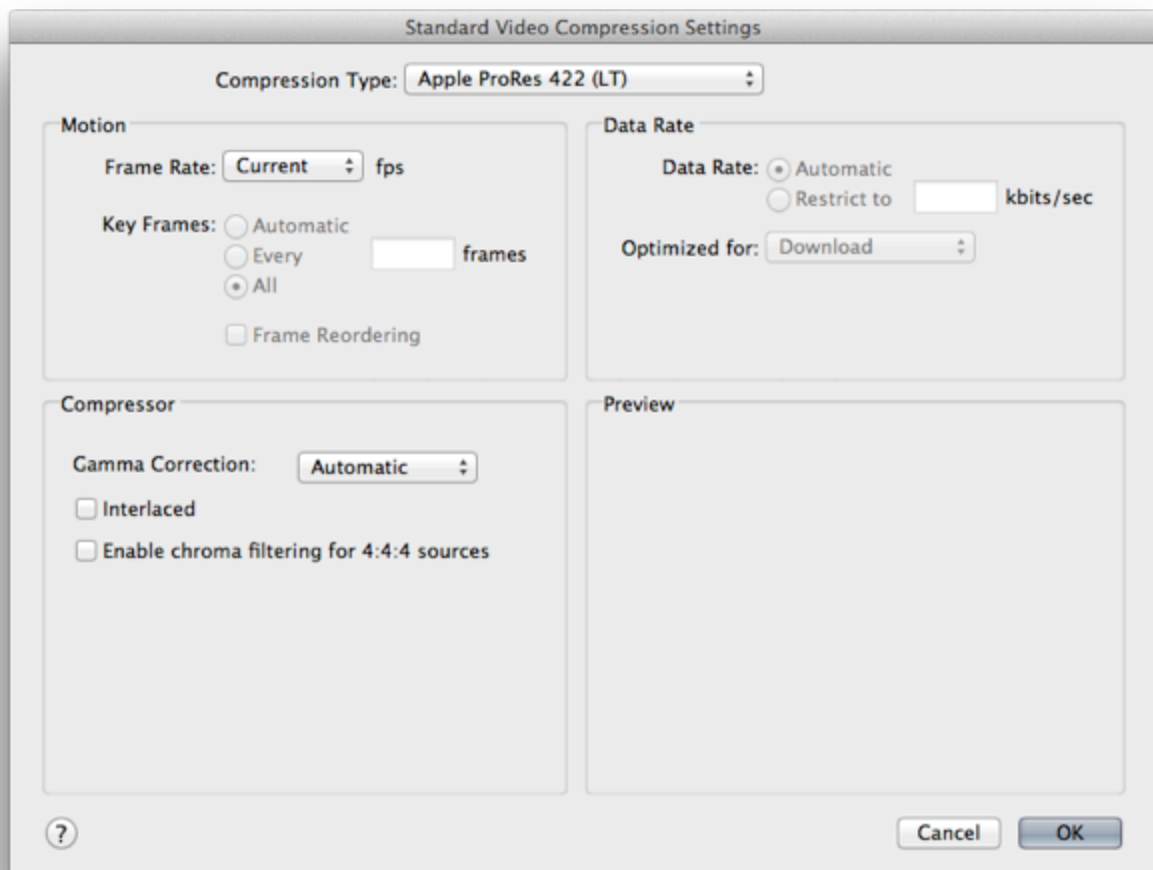 Standard Video Compression Settings
Compression Type: Apple ProRes 422 (LT)
Motion
Frame Rate: Current fps
Key Frames: Automatic
Every frames
All
Frame Reordering
Data Rate
Data Rate: Automatic
Restrict to kbits/sec
Optimized for: Download
Compressor
Gamma Correction: Automatic
Interlaced
Enable chroma filtering for 4:4:4 sources
Preview
?
Cancel
OK